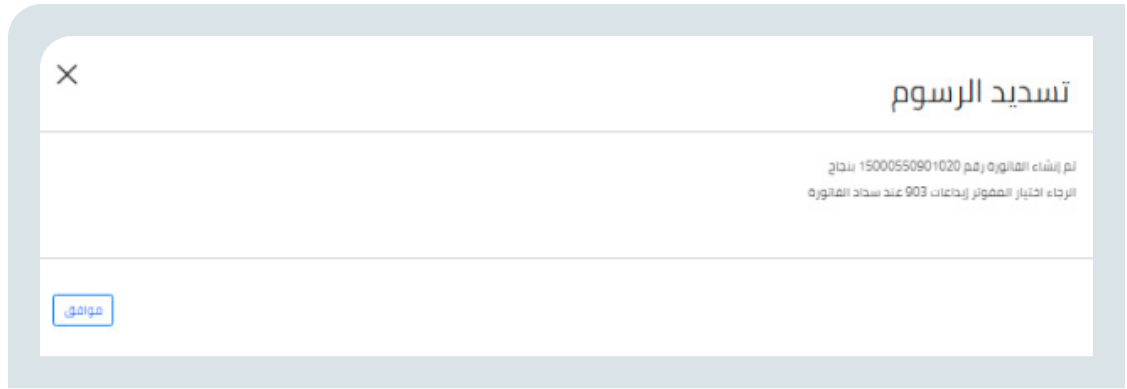 تسديد الرسوم
تم إنشاء الفاتورة رقم 15000550901020 بنجاح
الرجاء اختيار المفوتر إيداعات 903 عند سداد الفاتورة
موافق